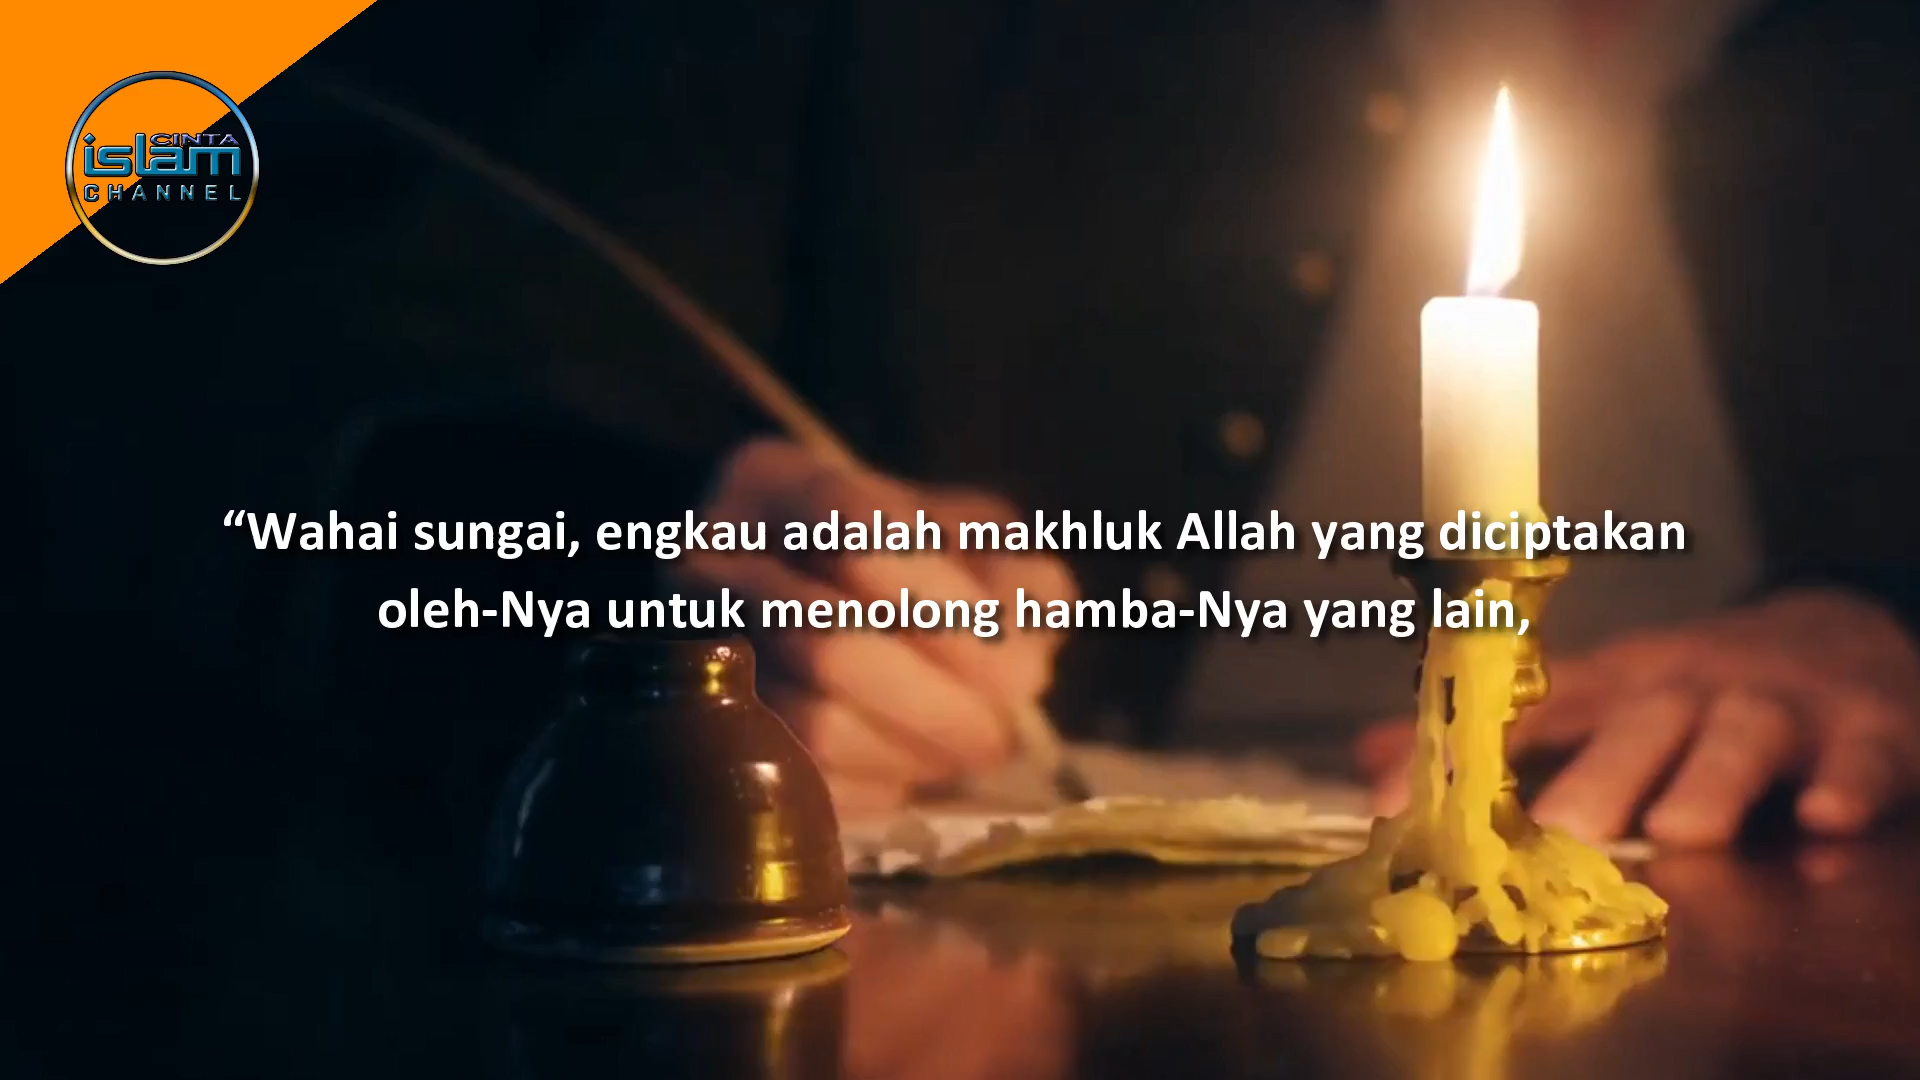 CINTA
islam
CHANNEL
“Wahai sungai, engkau adalah makhluk Allah yang diciptakan
oleh-Nya untuk menolong hamba-Nya yang lain,